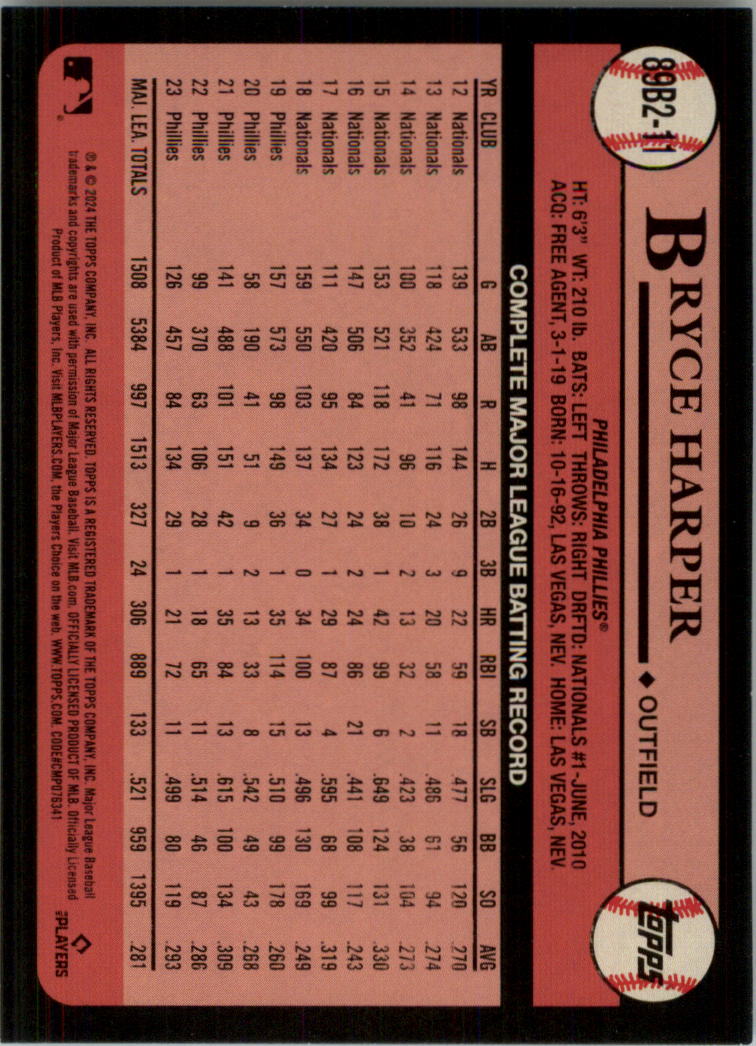 89B2-11
BRYCE HARPER ◆ OUTFIELD
topps
PHILADELPHIA PHILLIES®
HT: 6'3" WT: 210 lb. BATS: LEFT THROWS: RIGHT DRFTD: NATIONALS #1-JUNE, 2010
ACQ: FREE AGENT, 3-1-19 BORN: 10-16-92, LAS VEGAS, NEV. HOME: LAS VEGAS, NEV.
COMPLETE MAJOR LEAGUE BATTING RECORD
YR CLUB G AB R H 2B 3B HR RBI SB SLG BB SO AVG
12 Nationals 139 533 98 144 26 9 22 59 18 .477 56 120 .270
13 Nationals 118 424 71 116 24 3 20 58 11 .486 61 94 .274
14 Nationals 100 352 41 96 10 2 13 32 2 .423 38 104 .273
15 Nationals 153 521 118 172 38 1 42 99 6 .649 124 131 .330
16 Nationals 147 506 84 123 24 2 24 86 21 .441 108 117 .243
17 Nationals 111 420 95 134 27 1 29 87 4 .595 68 99 .319
18 Nationals 159 550 103 137 34 0 34 100 13 .496 130 169 .249
19 Phillies 157 573 98 149 36 1 35 114 15 .510 99 178 .260
20 Phillies 58 190 41 51 9 2 13 33 8 .542 49 43 .268
21 Phillies 141 488 101 151 42 1 35 84 13 .615 100 134 .309
22 Phillies 99 370 63 106 28 1 18 65 11 .514 46 87 .286
23 Phillies 126 457 84 134 29 1 21 72 11 .499 80 119 .293
MAJ. LEA. TOTALS 1508 5384 997 1513 327 24 306 889 133 .521 959 1395 .281
® & © 2024 THE TOPPS COMPANY, INC. ALL RIGHTS RESERVED. TOPPS IS A REGISTERED TRADEMARK OF THE TOPPS COMPANY, INC. Major League Baseball
trademarks and copyrights are used with permission of Major League Baseball. Visit MLB.com. OFFICIALLY LICENSED PRODUCT OF MLB. Officially Licensed
Product of MLB Players, Inc. Visit MLBPLAYERS.COM, the Players Choice on the web. WWW.TOPPS.COM. CODE#CMP076341
MLB PLAYERS